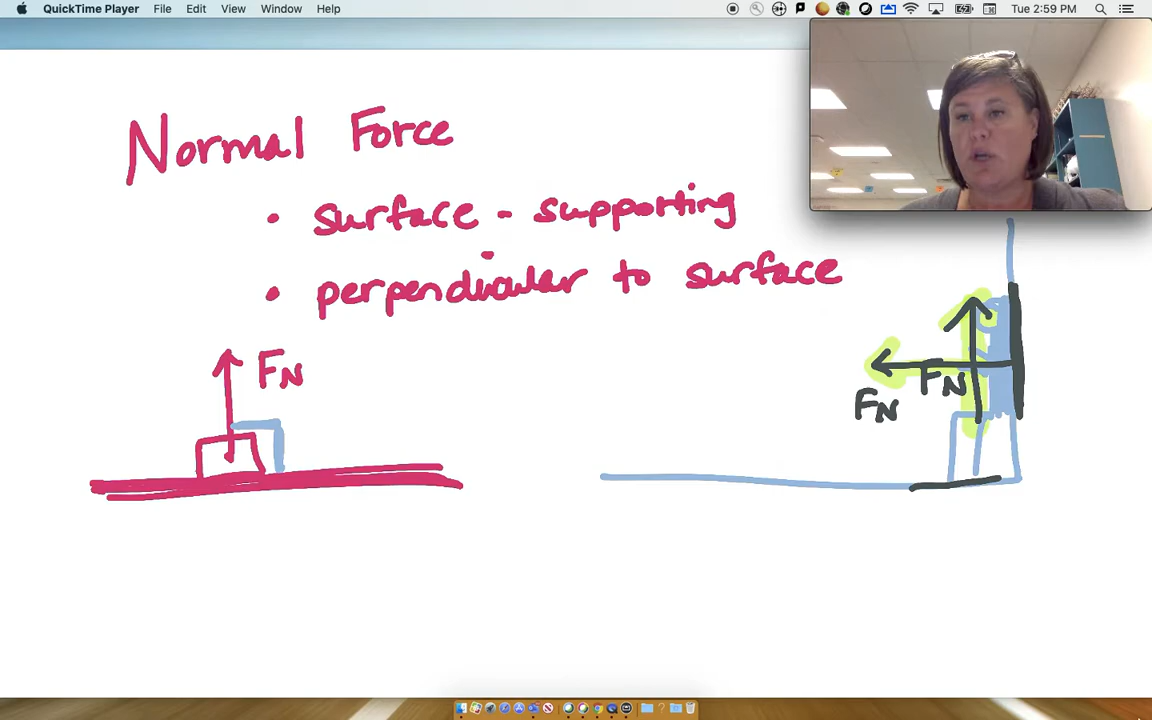 QuickTime Player File Edit View Window Help Tue 2:59 PM
Normal Force
• surface - supporting
• perpendicular to surface
FN
FN
FN